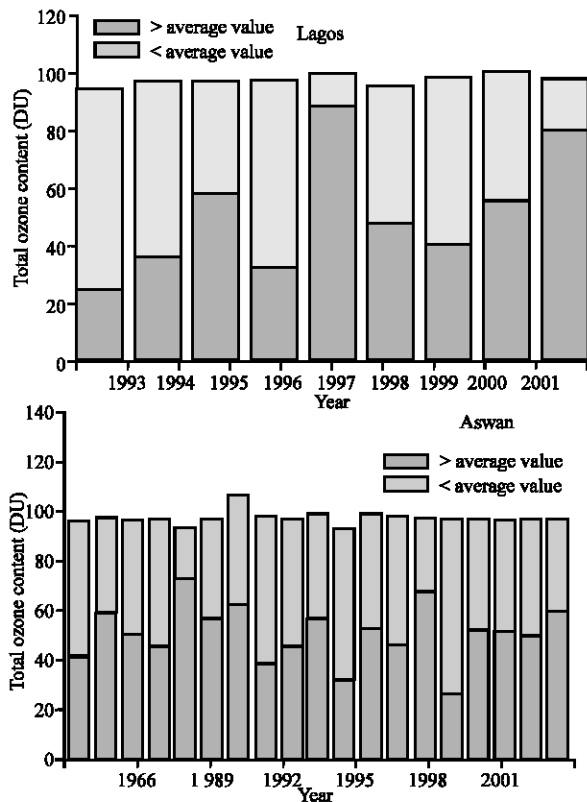 120
100
80
60
40
20
0
Total ozone content (DU)
> average value
< average value
Lagos
1993 1994 1995 1996 1997 1998 1999 2000 2001
Year
140
120
100
80
60
40
20
0
Total ozone content (DU)
Aswan
> average value
< average value
1966 1 989 1992 1995 1998 2001
Year